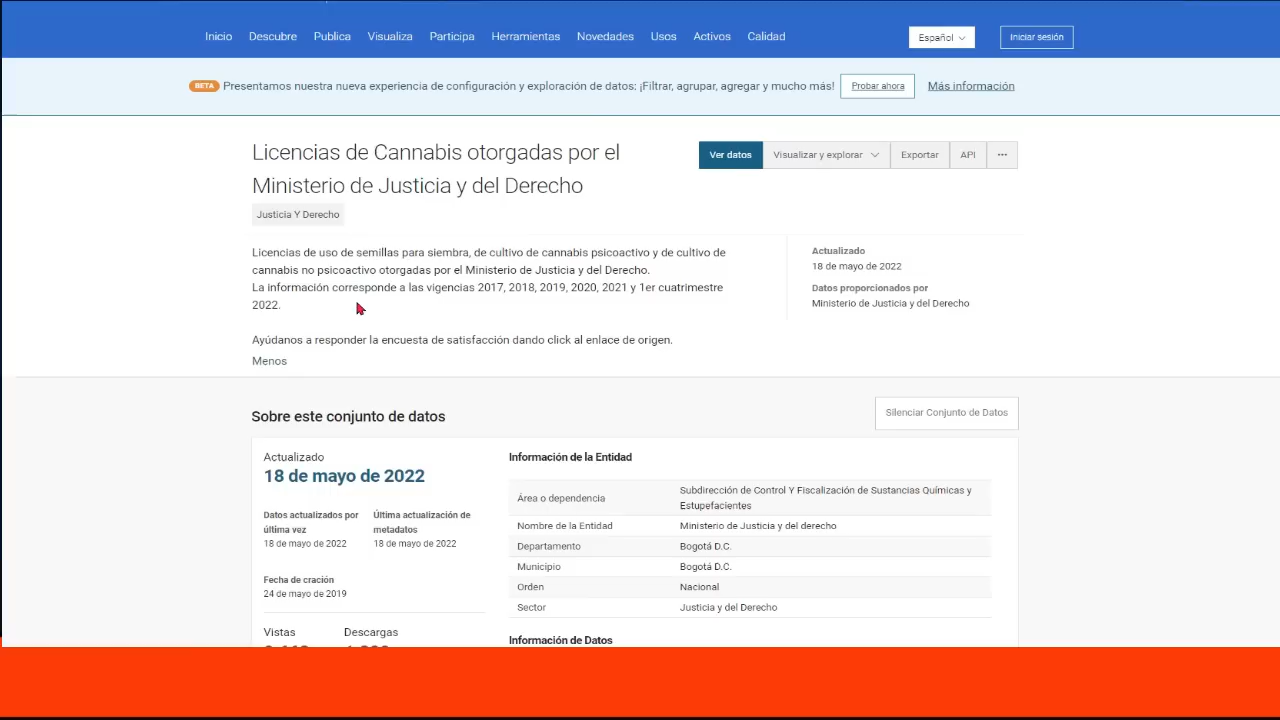 Inicio Descubre Publica Visualiza Participa Herramientas Novedades Usos Activos Calidad Español Iniciar sesión
BETA Presentamos nuestra nueva experiencia de configuración y exploración de datos: ¡Filtrar, agrupar, agregar y mucho más! Probar ahora Más información
Licencias de Cannabis otorgadas por el
Ministerio de Justicia y del Derecho
Ver datos Visualizar y explorar Exportar API ...
Justicia Y Derecho
Licencias de uso de semillas para siembra, de cultivo de cannabis psicoactivo y de cultivo de
cannabis no psicoactivo otorgadas por el Ministerio de Justicia y del Derecho.
La información corresponde a las vigencias 2017, 2018, 2019, 2020, 2021 y 1er cuatrimestre
2022.
Ayúdanos a responder la encuesta de satisfacción dando click al enlace de origen.
Menos
Actualizado
18 de mayo de 2022
Datos proporcionados por
Ministerio de Justicia y del Derecho
Sobre este conjunto de datos
Silenciar Conjunto de Datos
Actualizado
18 de mayo de 2022
Datos actualizados por
última vez
18 de mayo de 2022
Última actualización de
metadatos
18 de mayo de 2022
Fecha de cración
24 de mayo de 2019
Vistas Descargas
Información de la Entidad
Área o dependencia Subdirección de Control Y Fiscalización de Sustancias Químicas y
Estupefacientes
Nombre de la Entidad Ministerio de Justicia y del derecho
Departamento Bogotá D.C.
Municipio Bogotá D.C.
Orden Nacional
Sector Justicia y del Derecho
Información de Datos